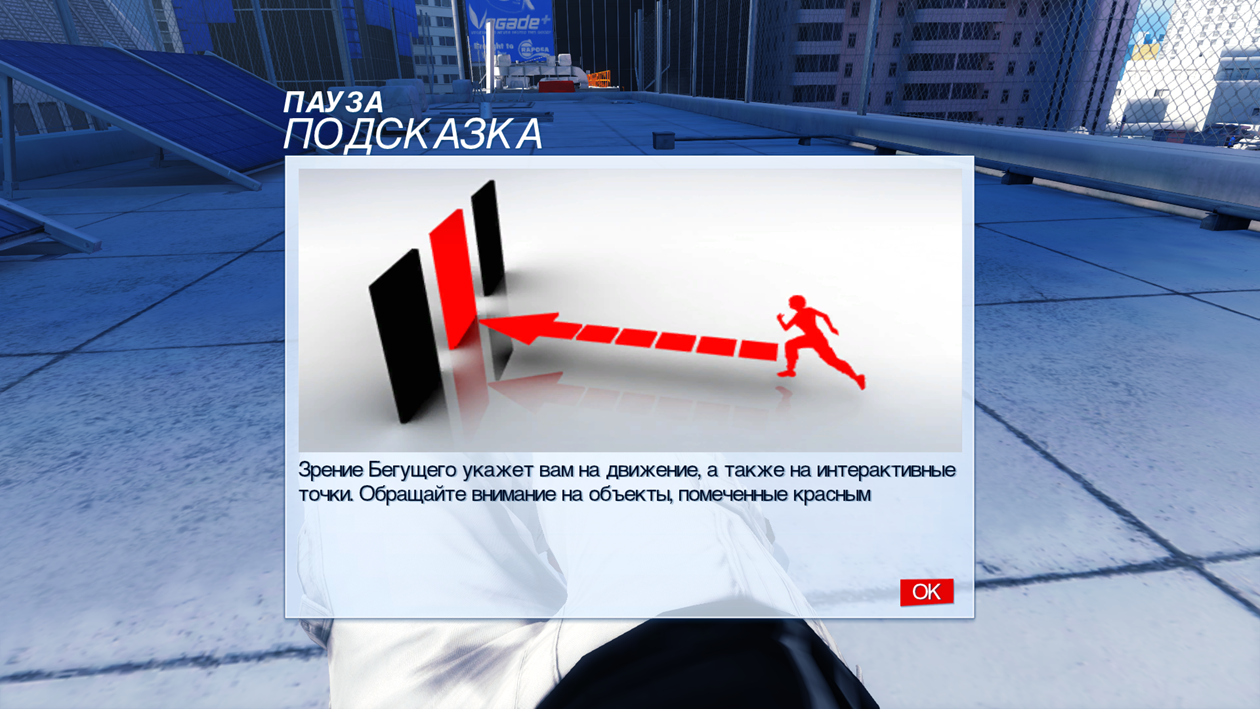 Vogade+
ПАУЗА
ПОДСКАЗКА
Зрение Бегущего укажет вам на движение, а также на интерактивные
точки. Обращайте внимание на объекты, помеченные красным
OK